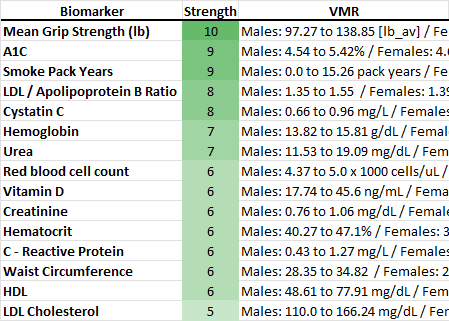 Biomarker Strength VMR
Mean Grip Strength (lb) 10 Males: 97.27 to 138.85 [lb_av] / Fe
A1C 9 Males: 4.54 to 5.42% / Females: 4.6
Smoke Pack Years 9 Males: 0.0 to 15.26 pack years / Fe
LDL / Apolipoprotein B Ratio 8 Males: 1.35 to 1.55 / Females: 1.39
Cystatin C 8 Males: 0.66 to 0.96 mg/L / Females
Hemoglobin 7 Males: 13.82 to 15.81 g/dL / Femal
Urea 7 Males: 11.53 to 19.09 mg/dL / Fema
Red blood cell count 6 Males: 4.37 to 5.0 x 1000 cells/uL /
Vitamin D 6 Males: 17.74 to 45.6 ng/mL / Fema
Creatinine 6 Males: 0.76 to 1.06 mg/dL / Femal
Hematocrit 6 Males: 40.27 to 47.1% / Females: 3
C - Reactive Protein 6 Males: 0.43 to 1.27 mg/L / Females
Waist Circumference 6 Males: 28.35 to 34.82 / Females: 2
HDL 6 Males: 48.61 to 77.91 mg/dL / Fema
LDL Cholesterol 5 Males: 110.0 to 166.24 mg/dL / Fem